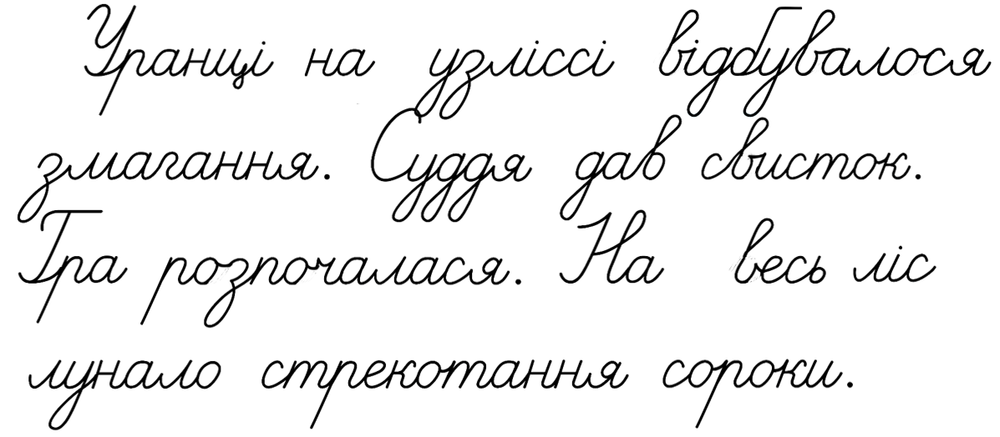 Уранці на узліссі відбувалося
змагання. Суддя дав свисток.
Гра розпочалася. На весь ліс
лунало стрекотання сороки.